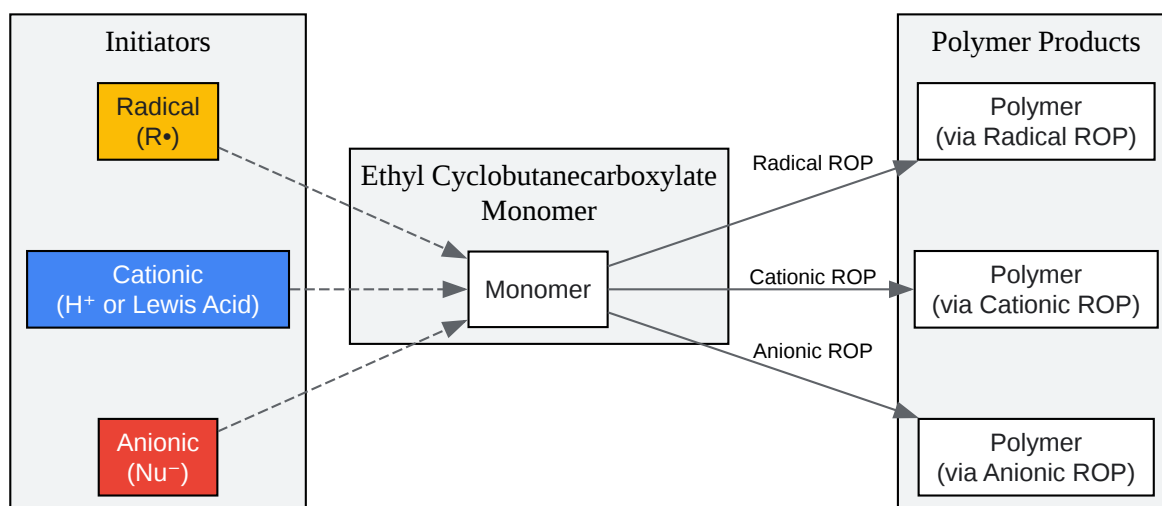 Initiators
Radical
(R•)
Cationic
(H⁺ or Lewis Acid)
Anionic
(Nu⁻)
Ethyl Cyclobutanecarboxylate
Monomer
Monomer
Radical ROP
Cationic ROP
Anionic ROP
Polymer Products
Polymer
(via Radical ROP)
Polymer
(via Cationic ROP)
Polymer
(via Anionic ROP)